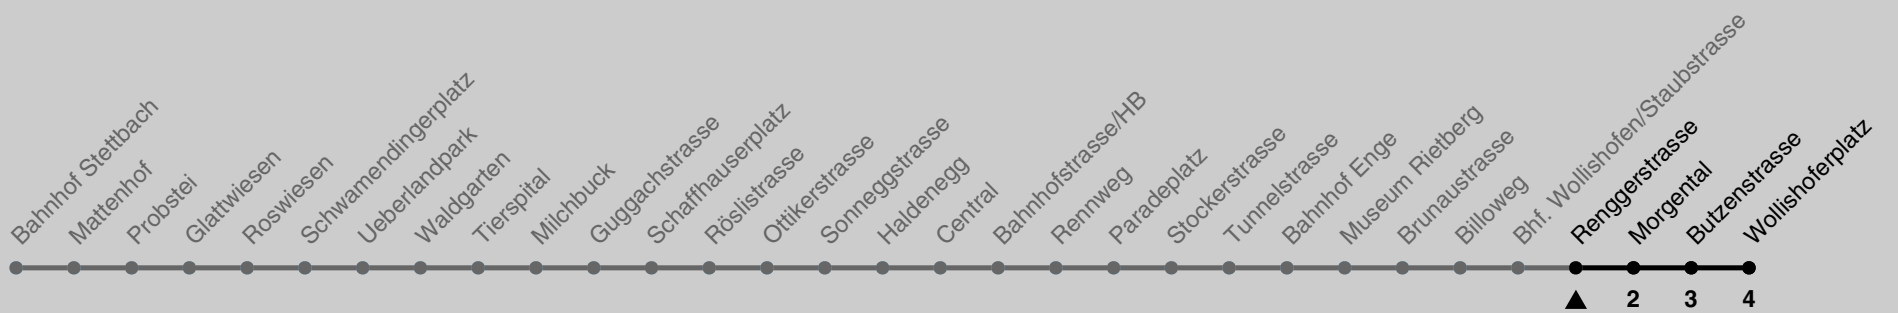 Bahnhof Stettbach
Mattenhof
Probstei
Glattwiesen
Roswiesen
Schwamendingerplatz
Ueberlandpark
Waldgarten
Tierspital
Milchbuck
Guggachstrasse
Schaffhauserplatz
Röslistrasse
Ottikerstrasse
Sonneggstrasse
Haldenegg
Central
Bahnhofstrasse/HB
Rennweg
Paradeplatz
Stockerstrasse
Tunnelstrasse
Bahnhof Enge
Museum Rietberg
Brunaustrasse
Billoweg
Bhf. Wollishofen/Staubstrasse
Renggerstrasse
Morgental
Butzenstrasse
Wollishoferplatz
2 3 4